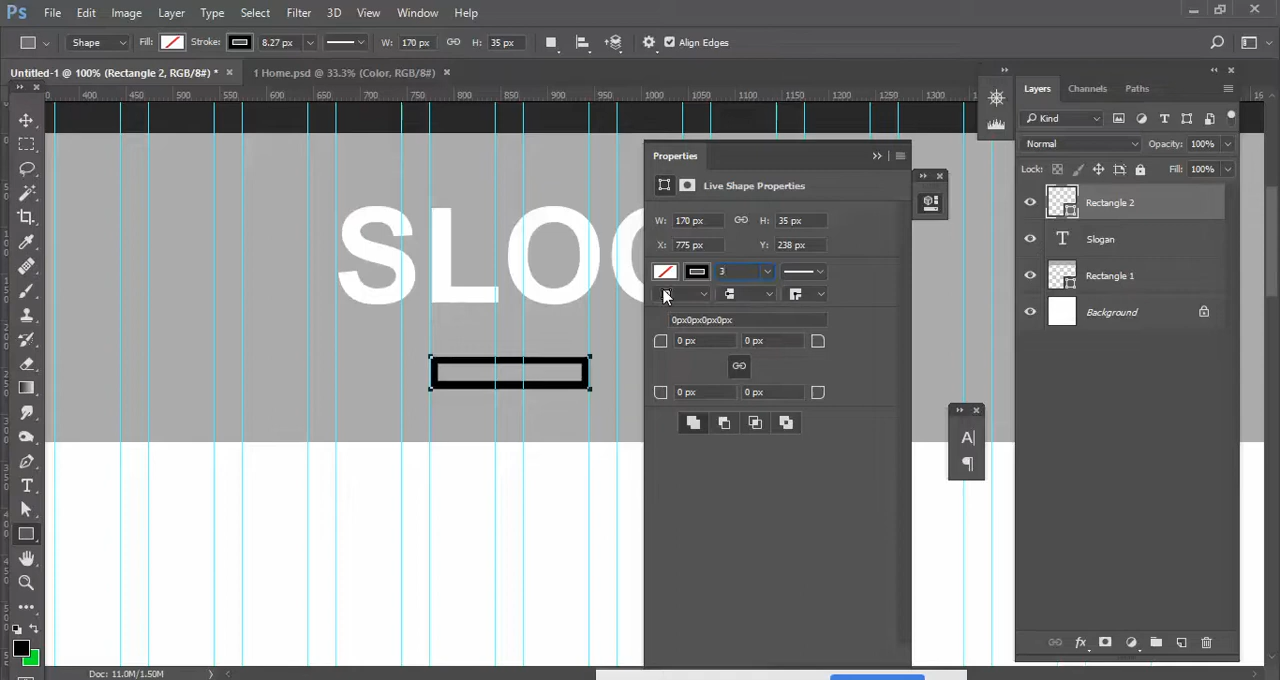 Ps File Edit Image Layer Type Select Filter 3D View Window Help
Shape Fill: Stroke: 8.27 px W: 170 px H: 35 px Align Edges
Untitled-1 @ 100% (Rectangle 2, RGB/8#) * × 1 Home.psd @ 33.3% (Color, RGB/8#) ×
400 450 500 550 600 650 700 750 800 850 900 950 1000 1050 1100 1150 1200 1250 1300
Properties
Live Shape Properties
W: 170 px H: 35 px
X: 775 px Y: 238 px
3
0px0px0px0px
0 px 0 px
0 px 0 px
SLO
Layers Channels Paths
Kind
Normal Opacity: 100%
Lock: Fill: 100%
Rectangle 2
T Slogan
Rectangle 1
Background
A|
¶
fx
Doc: 11.0M/1.50M